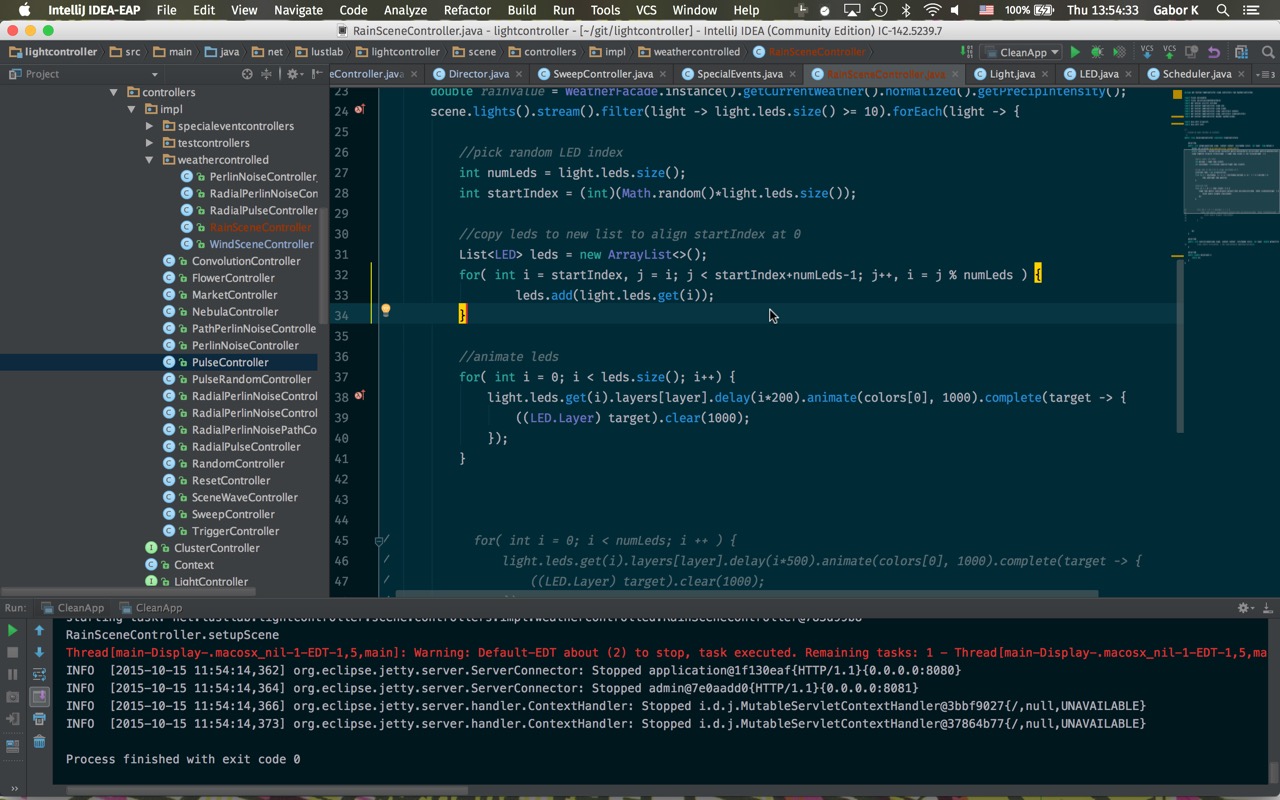 IntelliJ IDEA-EAP File Edit View Navigate Code Analyze Refactor Build Run Tools VCS Window Help 100% Thu 13:54:33 Gabor K
RainSceneController.java - lightcontroller - [~/git/lightcontroller] - IntelliJ IDEA (Community Edition) IC-142.5239.7
lightcontroller src main java net lustlab lightcontroller scene controllers impl weathercontrolled RainSceneController CleanApp
Project
eController.java Director.java SweepController.java SpecialEvents.java RainSceneController.java Light.java LED.java Scheduler.java
controllers
impl
specialeventcontrollers
testcontrollers
weathercontrolled
PerlinNoiseController
RadialPerlinNoiseCon
RadialPulseController
RainSceneController
WindSceneController
ConvolutionController
FlowerController
MarketController
NebulaController
PathPerlinNoiseControlle
PerlinNoiseController
PulseController
PulseRandomController
RadialPerlinNoiseControl
RadialPerlinNoiseControl
RadialPerlinNoisePathCo
RadialPulseController
RandomController
ResetController
SceneWaveController
SweepController
TriggerController
ClusterController
Context
LightController
23 double rainValue = WeatherFacade.instance().getCurrentWeather().normalized().getPrecipIntensity();
24 scene.lights().stream().filter(light -> light.leds.size() >= 10).forEach(light -> {
25
26 //pick random LED index
27 int numLeds = light.leds.size();
28 int startIndex = (int)(Math.random()*light.leds.size());
29
30 //copy leds to new list to align startIndex at 0
31 List<LED> leds = new ArrayList<>();
32 for( int i = startIndex, j = i; j < startIndex+numLeds-1; j++, i = j % numLeds ) {
33 leds.add(light.leds.get(i));
34 }
35
36 //animate leds
37 for( int i = 0; i < leds.size(); i++) {
38 light.leds.get(i).layers[layer].delay(i*200).animate(colors[0], 1000).complete(target -> {
39 ((LED.Layer) target).clear(1000);
40 });
41 }
42
43
44
45 / for( int i = 0; i < numLeds; i ++ ) {
46 / light.leds.get(i).layers[layer].delay(i*500).animate(colors[0], 1000).complete(target -> {
47 / ((LED.Layer) target).clear(1000);
Run: CleanApp CleanApp
RainSceneController.setupScene
Thread[main-Display-.macosx_nil-1-EDT-1,5,main]: Warning: Default-EDT about (2) to stop, task executed. Remaining tasks: 1 - Thread[main-Display-.macosx_nil-1-EDT-1,5,ma
INFO [2015-10-15 11:54:14,362] org.eclipse.jetty.server.ServerConnector: Stopped application@1f130eaf{HTTP/1.1}{0.0.0.0:8080}
INFO [2015-10-15 11:54:14,364] org.eclipse.jetty.server.ServerConnector: Stopped admin@7e0aadd0{HTTP/1.1}{0.0.0.0:8081}
INFO [2015-10-15 11:54:14,366] org.eclipse.jetty.server.handler.ContextHandler: Stopped i.d.j.MutableServletContextHandler@3bbf9027{/,null,UNAVAILABLE}
INFO [2015-10-15 11:54:14,373] org.eclipse.jetty.server.handler.ContextHandler: Stopped i.d.j.MutableServletContextHandler@37864b77{/,null,UNAVAILABLE}
Process finished with exit code 0